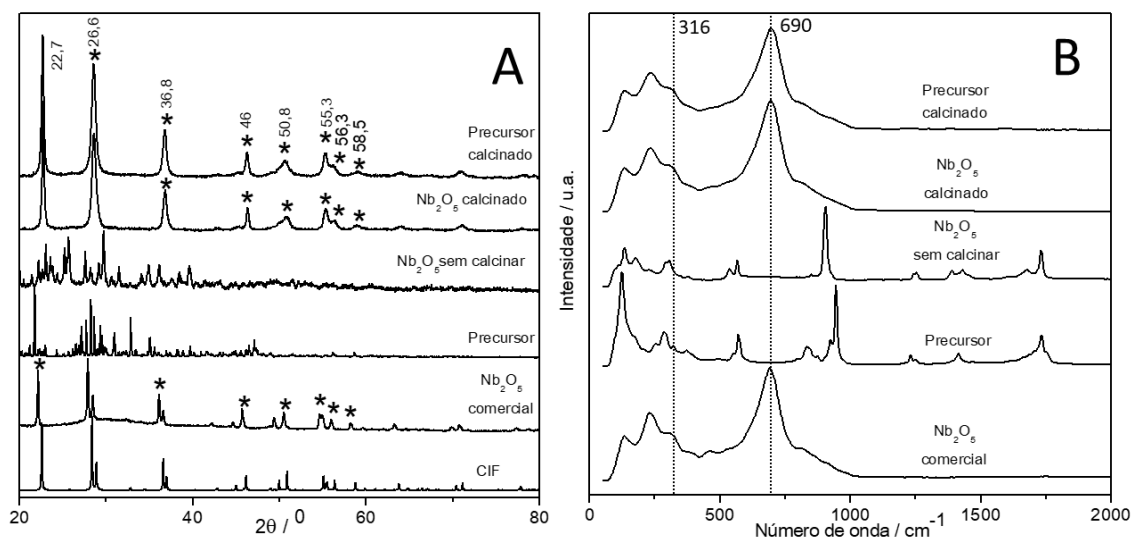 22,7
26,6
*
36,8
*
46
*
50,8
*
55,3
*
56,3
*
58,5
*
A
Precursor
calcinado
* * * * * *
Nb2O5 calcinado
Nb2O5 sem calcinar
Precursor
* * * * * * *
Nb2O5
comercial
CIF
20 40 60 80
2θ / 0
316 690
B
Precursor
calcinado
Nb2O5
calcinado
Nb2O5
sem calcinar
Precursor
Nb2O5
comercial
Intensidade / u.a.
0 500 1000 1500 2000
Número de onda / cm-1